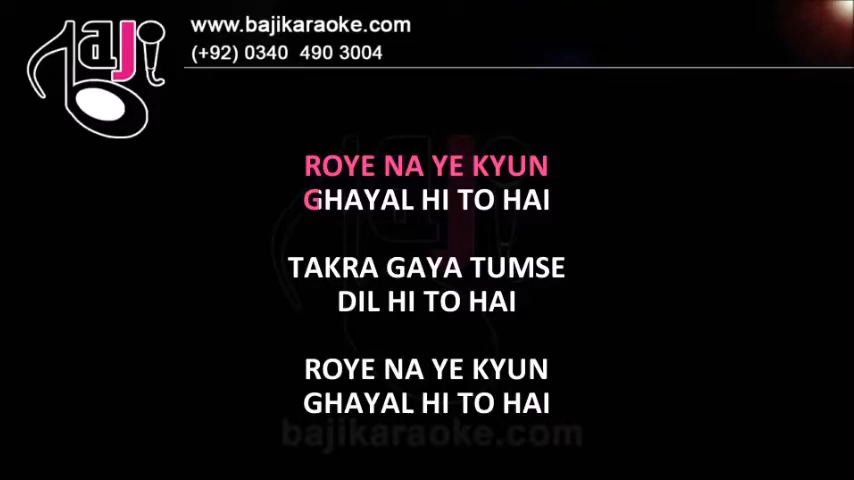 www.bajikaraoke.com
(+92) 0340 490 3004
aJi
ROYE NA YE KYUN
GHAYAL HI TO HAI
TAKRA GAYA TUMSE
DIL HI TO HAI
ROYE NA YE KYUN
GHAYAL HI TO HAI
bajikaraoke.com